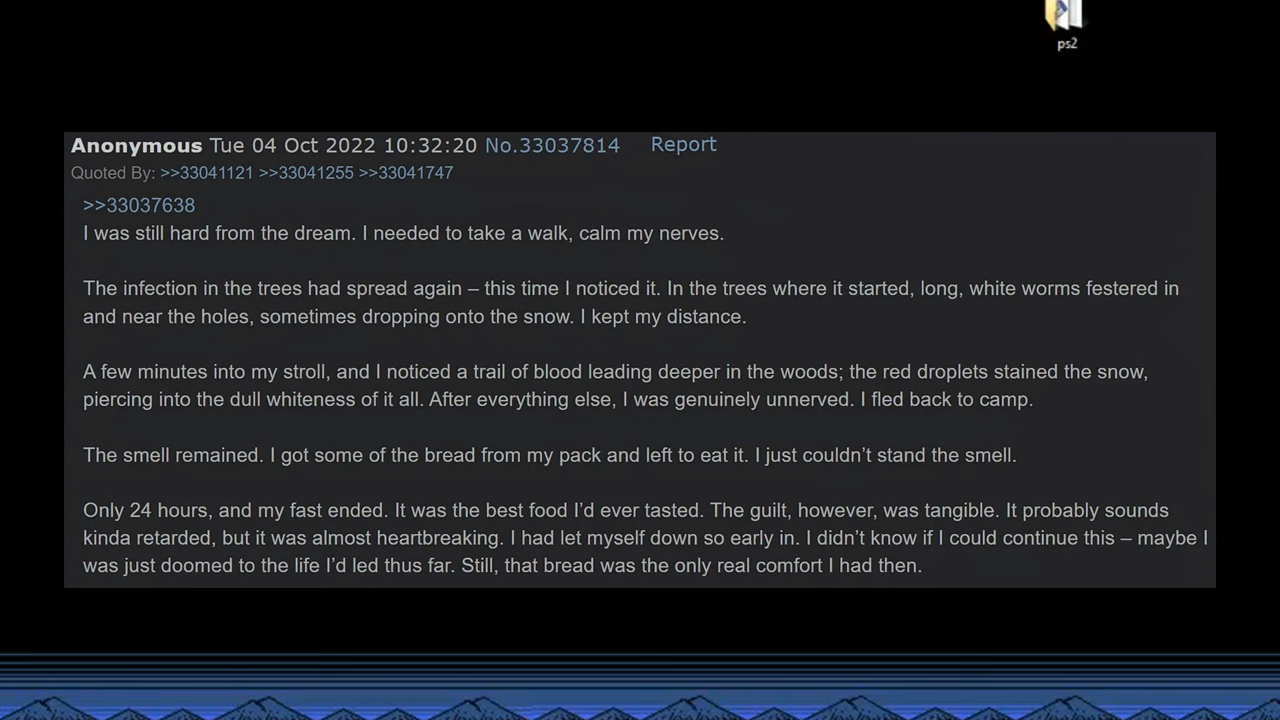 ps2
Anonymous Tue 04 Oct 2022 10:32:20 No.33037814 Report
Quoted By: >>33041121 >>33041255 >>33041747
>>33037638
I was still hard from the dream. I needed to take a walk, calm my nerves.
The infection in the trees had spread again – this time I noticed it. In the trees where it started, long, white worms festered in
and near the holes, sometimes dropping onto the snow. I kept my distance.
A few minutes into my stroll, and I noticed a trail of blood leading deeper in the woods; the red droplets stained the snow,
piercing into the dull whiteness of it all. After everything else, I was genuinely unnerved. I fled back to camp.
The smell remained. I got some of the bread from my pack and left to eat it. I just couldn’t stand the smell.
Only 24 hours, and my fast ended. It was the best food I’d ever tasted. The guilt, however, was tangible. It probably sounds
kinda retarded, but it was almost heartbreaking. I had let myself down so early in. I didn’t know if I could continue this – maybe I
was just doomed to the life I’d led thus far. Still, that bread was the only real comfort I had then.